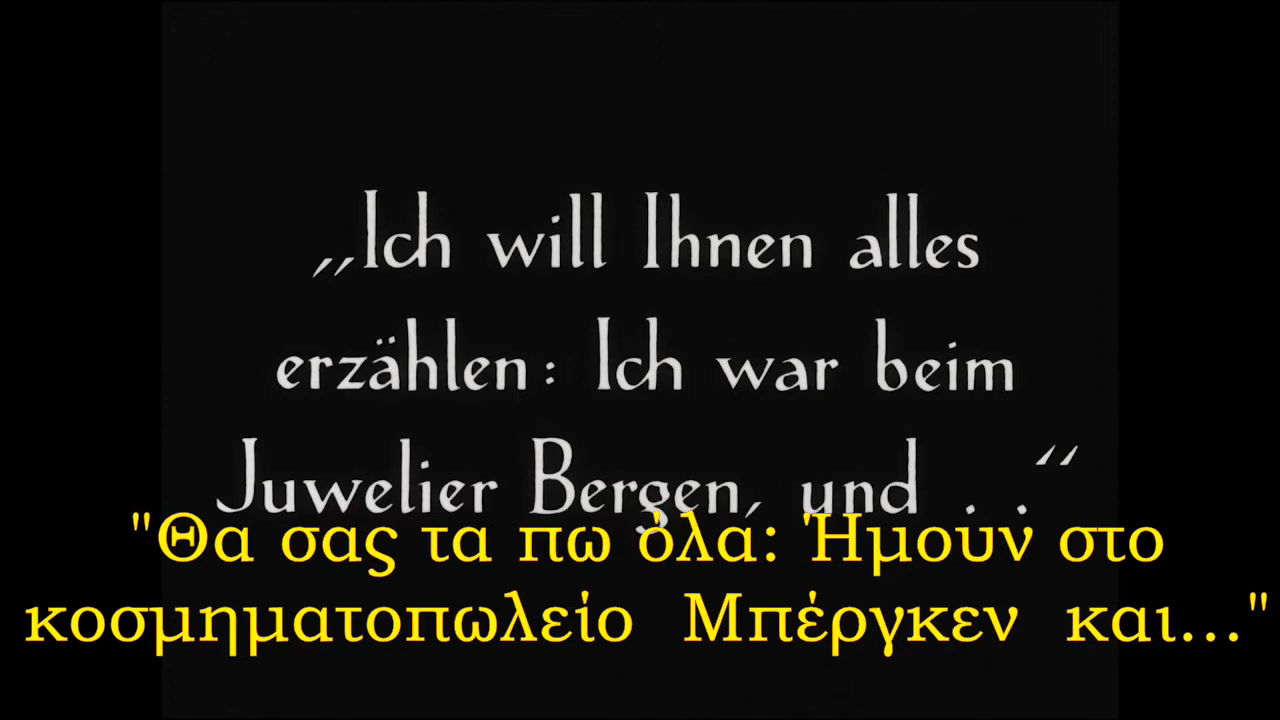 „Ich will Ihnen alles
erzählen: Ich war beim
Juwelier Bergen, und . .“
"Θα σας τα πω όλα: Ήμουν στο
κοσμηματοπωλείο Μπέργκεν και..."